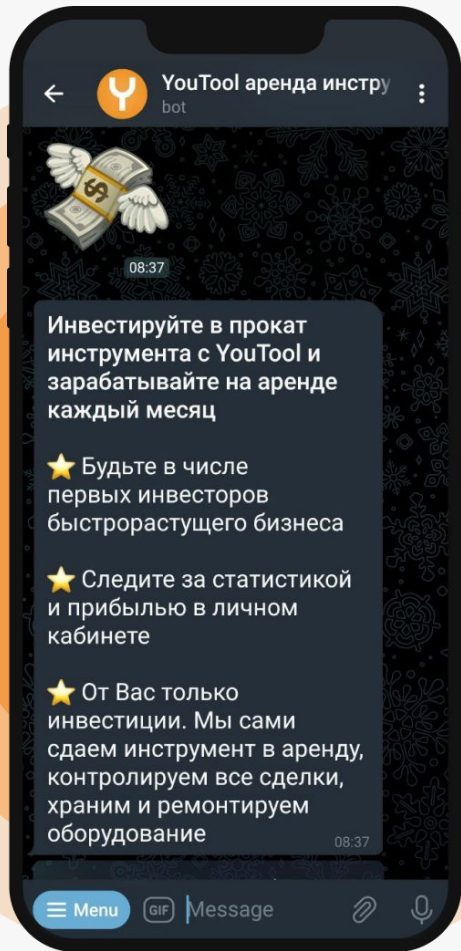 YouTool аренда инстру
bot
08:37
Инвестируйте в прокат
инструмента с YouTool и
зарабатывайте на аренде
каждый месяц
⭐ Будьте в числе
первых инвесторов
быстрорастущего бизнеса
⭐ Следите за статистикой
и прибылью в личном
кабинете
⭐ От Вас только
инвестиции. Мы сами
сдаем инструмент в аренду,
контролируем все сделки,
храним и ремонтируем
оборудование
08:37
Menu GIF Message